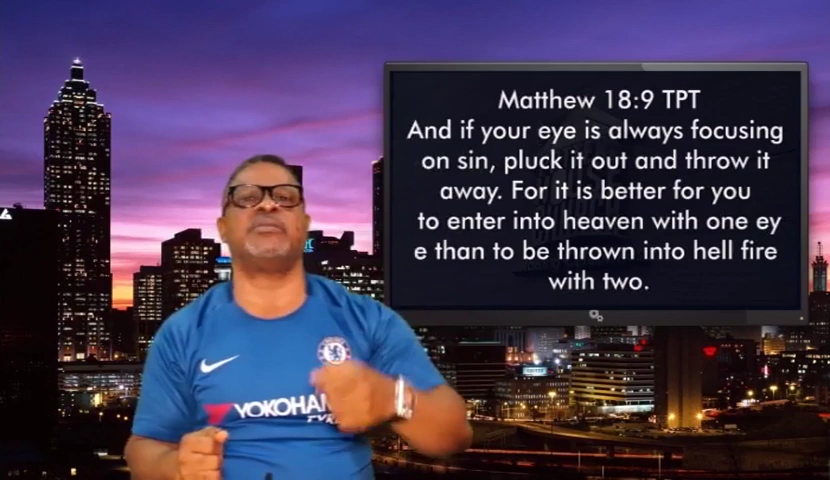 Matthew 18:9 TPT
And if your eye is always focusing
on sin, pluck it out and throw it
away. For it is better for you
to enter into heaven with one ey
e than to be thrown into hell fire
with two.